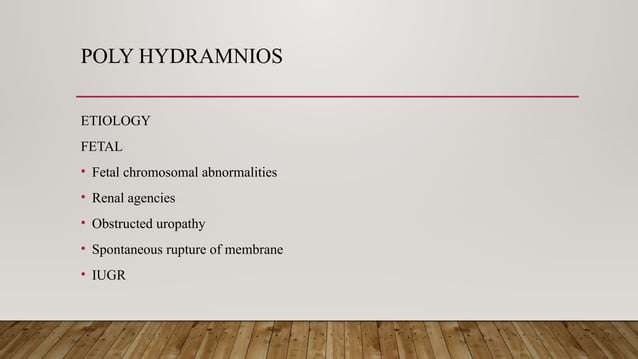 POLY HYDRAMNIOS
ETIOLOGY
FETAL
• Fetal chromosomal abnormalities
• Renal agencies
• Obstructed uropathy
• Spontaneous rupture of membrane
• IUGR